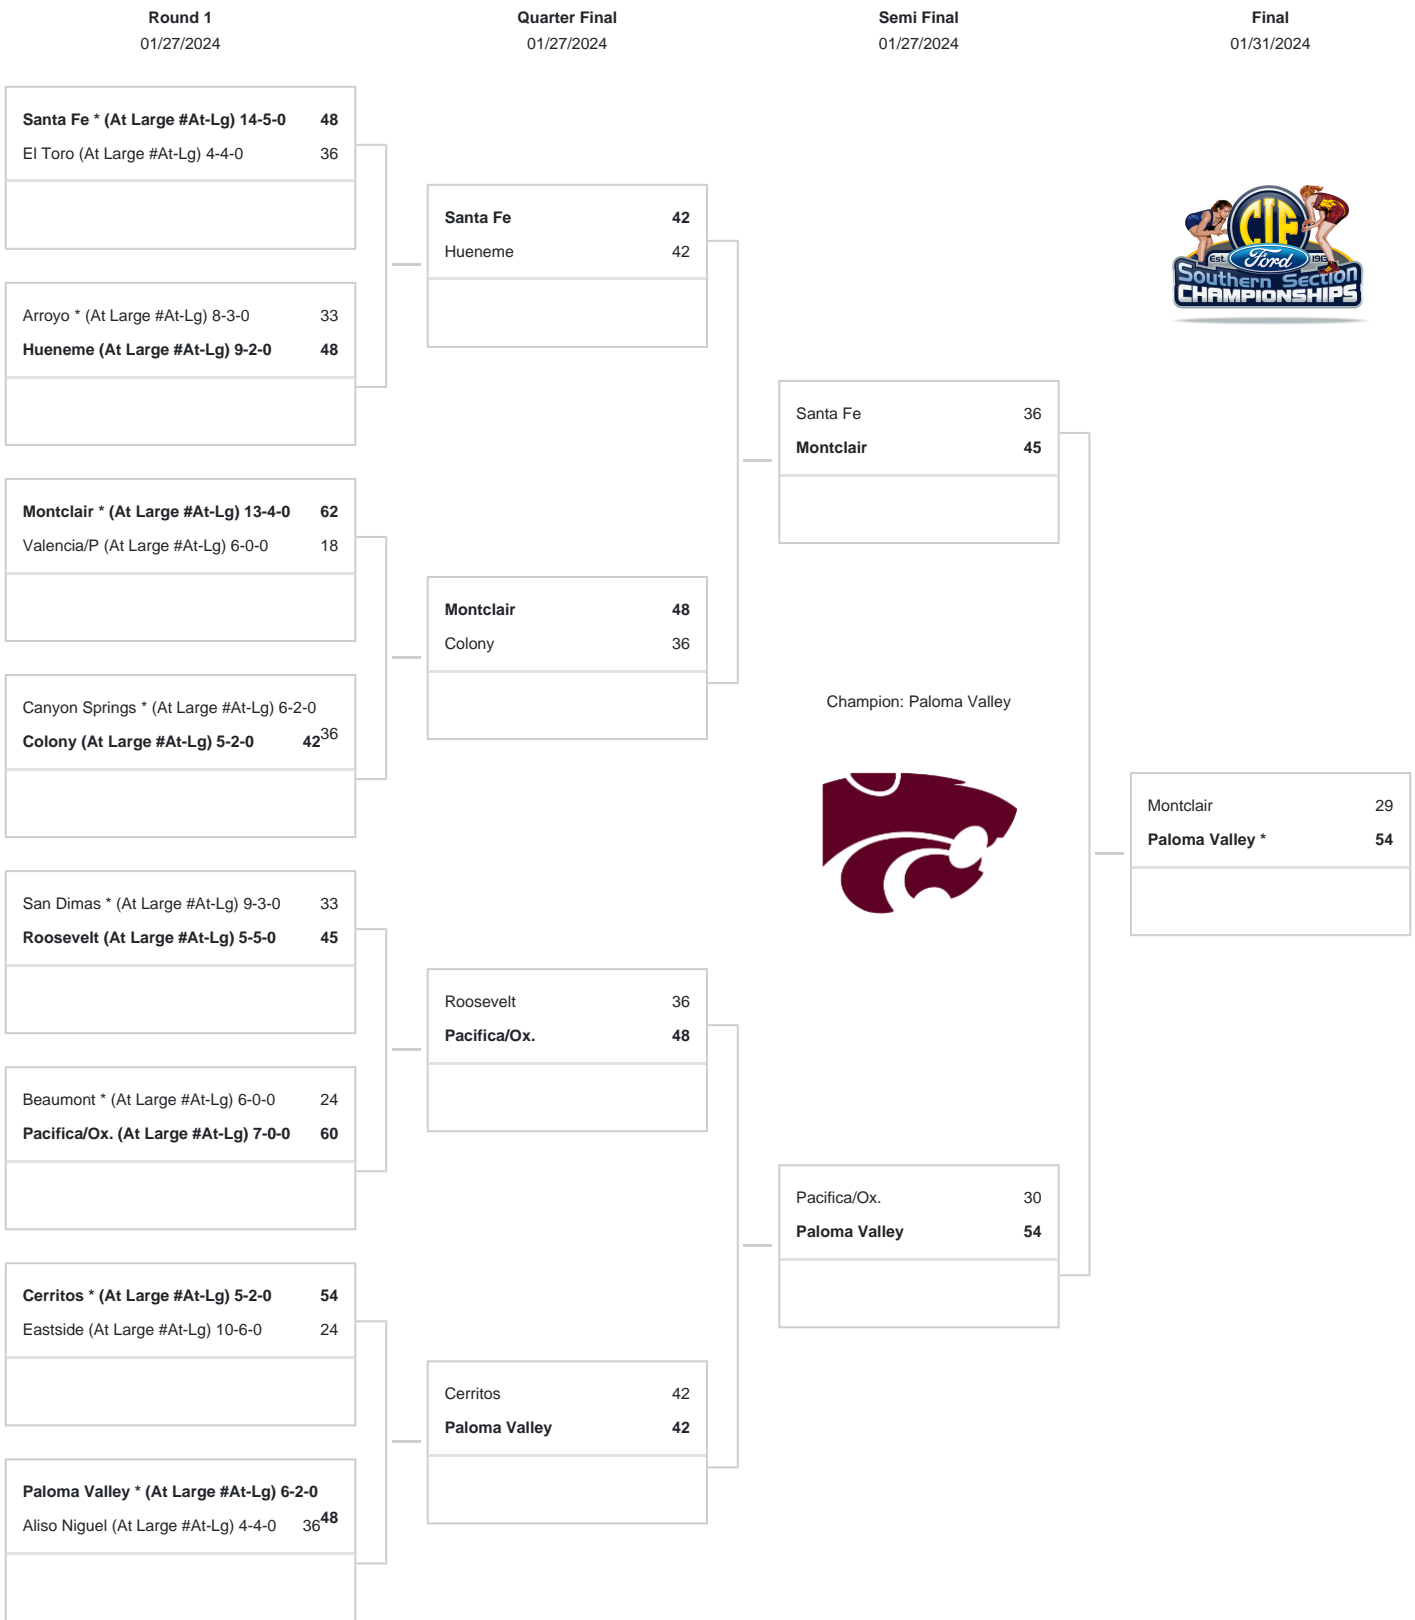 Round 1
01/27/2024
Quarter Final
01/27/2024
Semi Final
01/27/2024
Final
01/31/2024
Santa Fe * (At Large #At-Lg) 14-5-0 48
El Toro (At Large #At-Lg) 4-4-0 36
Arroyo * (At Large #At-Lg) 8-3-0 33
Hueneme (At Large #At-Lg) 9-2-0 48
Montclair * (At Large #At-Lg) 13-4-0 62
Valencia/P (At Large #At-Lg) 6-0-0 18
Canyon Springs * (At Large #At-Lg) 6-2-0 36
Colony (At Large #At-Lg) 5-2-0 42
San Dimas * (At Large #At-Lg) 9-3-0 33
Roosevelt (At Large #At-Lg) 5-5-0 45
Beaumont * (At Large #At-Lg) 6-0-0 24
Pacifica/Ox. (At Large #At-Lg) 7-0-0 60
Cerritos * (At Large #At-Lg) 5-2-0 54
Eastside (At Large #At-Lg) 10-6-0 24
Paloma Valley * (At Large #At-Lg) 6-2-0 48
Aliso Niguel (At Large #At-Lg) 4-4-0 36
Santa Fe 42
Hueneme 42
Montclair 48
Colony 36
Roosevelt 36
Pacifica/Ox. 48
Cerritos 42
Paloma Valley 42
Santa Fe 36
Montclair 45
Champion: Paloma Valley
Pacifica/Ox. 30
Paloma Valley 54
CIF
Est. Ford 1913
Southern Section
CHAMPIONSHIPS
Montclair 29
Paloma Valley * 54